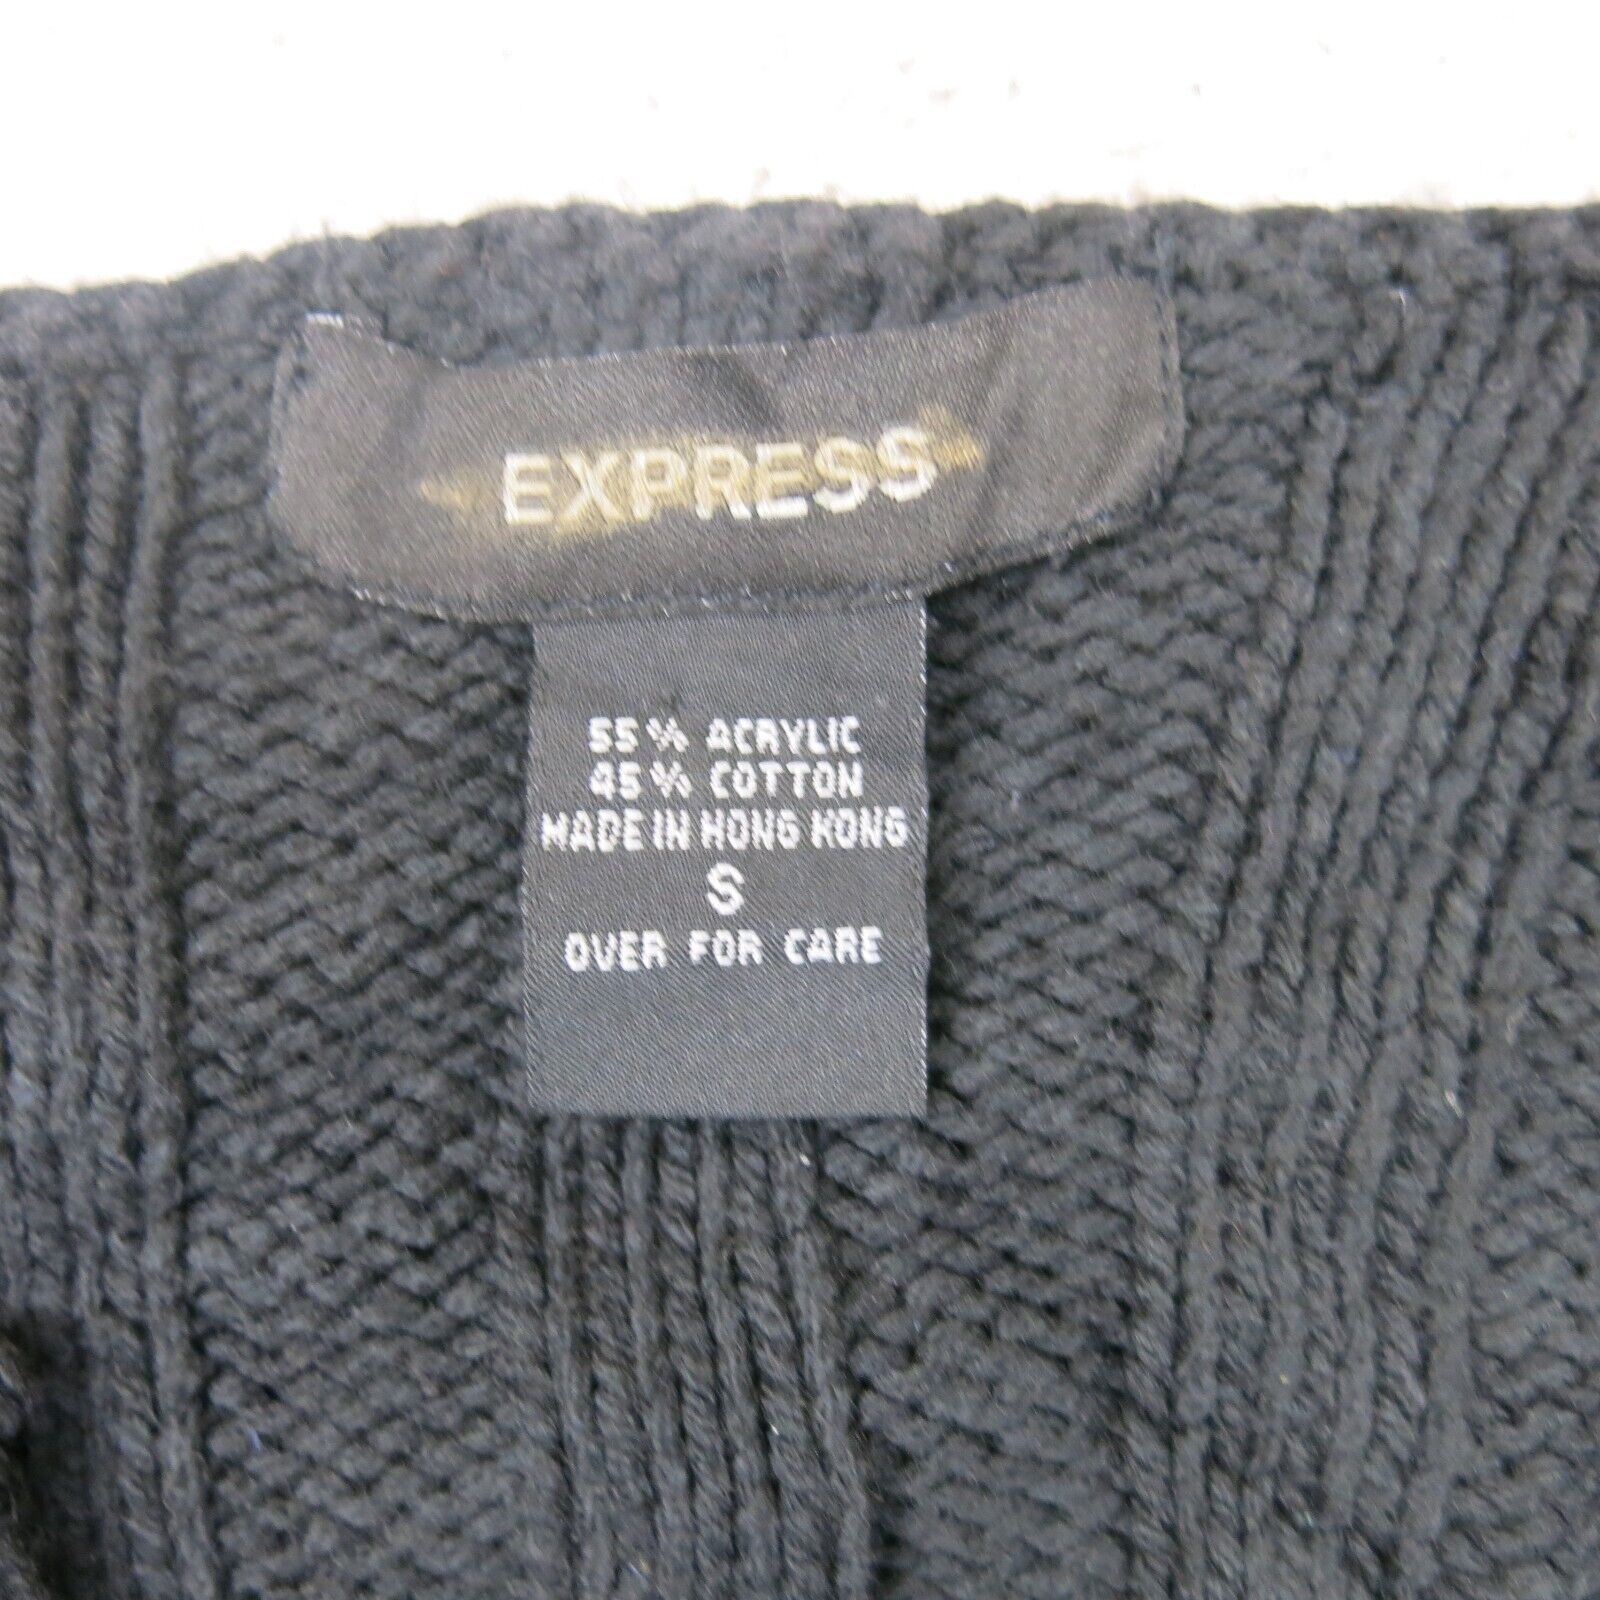 EXPRESS
55% ACRYLIC
45% COTTON
MADE IN HONG KONG
S
OVER FOR CARE